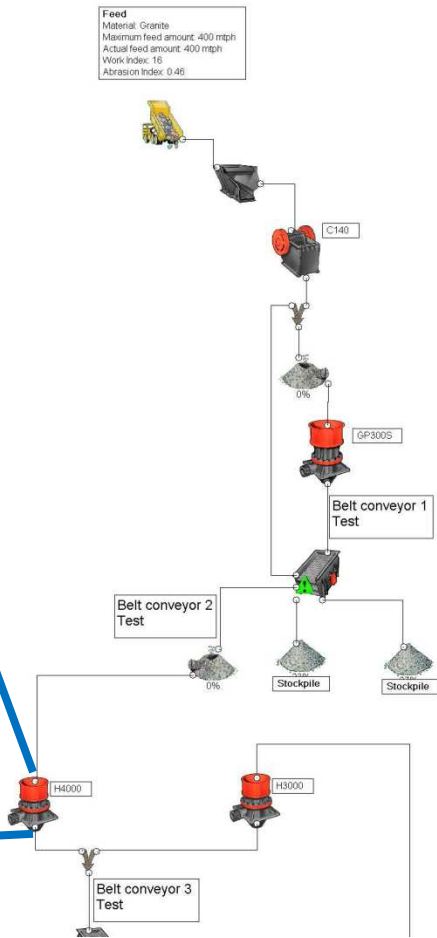 Feed
Material: Granite
Maximum feed amount: 400 mtph
Actual feed amount: 400 mtph
Work Index: 16
Abrasion Index: 0.46
C140
0%
GP300S
Belt conveyor 1
Test
Belt conveyor 2
Test
0%
Stockpile
Stockpile
H4000
H3000
Belt conveyor 3
Test